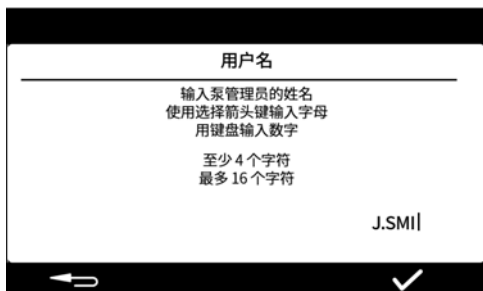 用户名
输入泵管理员的姓名
使用选择箭头键输入字母
用键盘输入数字
至少 4 个字符
最多 16 个字符
J.SMI